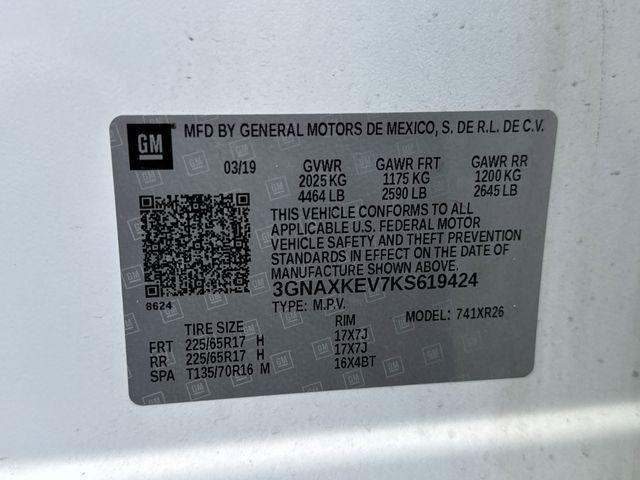 GM MFD BY GENERAL MOTORS DE MEXICO, S. DE R.L. DE C.V.
03/19 GVWR GAWR FRT GAWR RR
2025 KG 1175 KG 1200 KG
4464 LB 2590 LB 2645 LB
THIS VEHICLE CONFORMS TO ALL
APPLICABLE U.S. FEDERAL MOTOR
VEHICLE SAFETY AND THEFT PREVENTION
STANDARDS IN EFFECT ON THE DATE OF
MANUFACTURE SHOWN ABOVE.
3GNAXKEV7KS619424
8624
TYPE: M.P.V. MODEL: 741XR26
TIRE SIZE RIM
FRT 225/65R17 H 17X7J
RR 225/65R17 H 17X7J
SPA T135/70R16 M 16X4BT